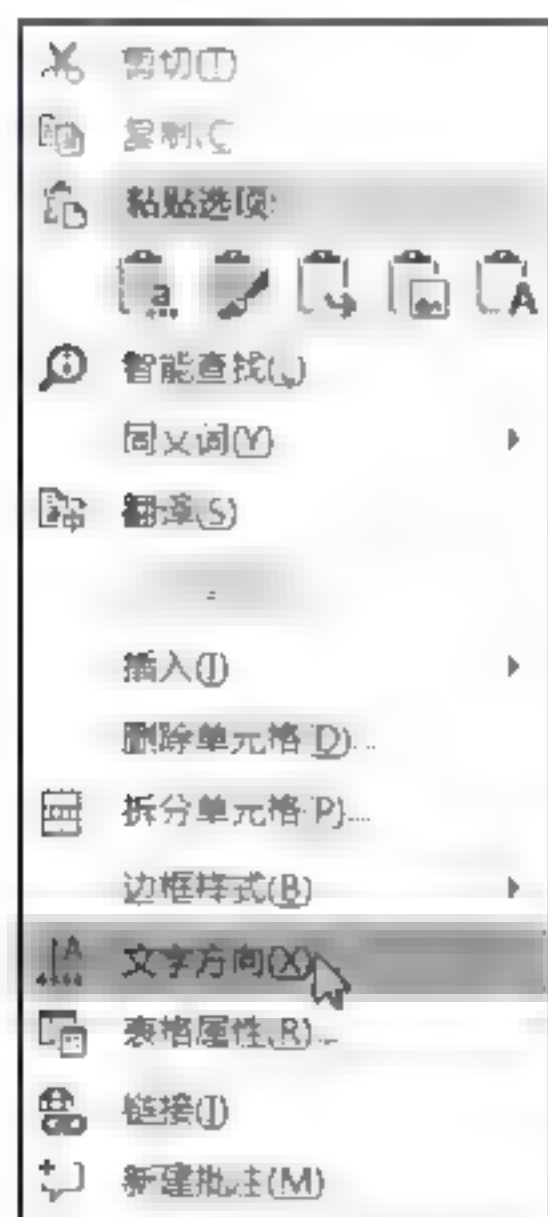 剪切(T)
复制(C)
粘贴选项:
智能查找(L)
同义词(Y)
翻译(S)
插入(I)
删除单元格(D)...
拆分单元格(P)...
边框样式(B)
文字方向(X)
表格属性(R)...
链接(I)
新建批注(M)